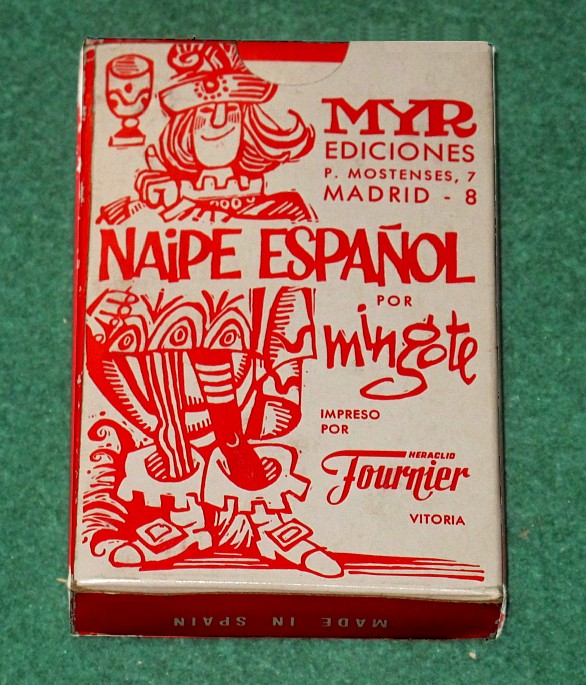 MYR
EDICIONES
P. MOSTENSES, 7
MADRID - 8
NAiPE ESPAÑOL
POR
mingote
IMPRESO
POR
HERACLIO
Fournier
VITORIA
MADE IN SPAIN